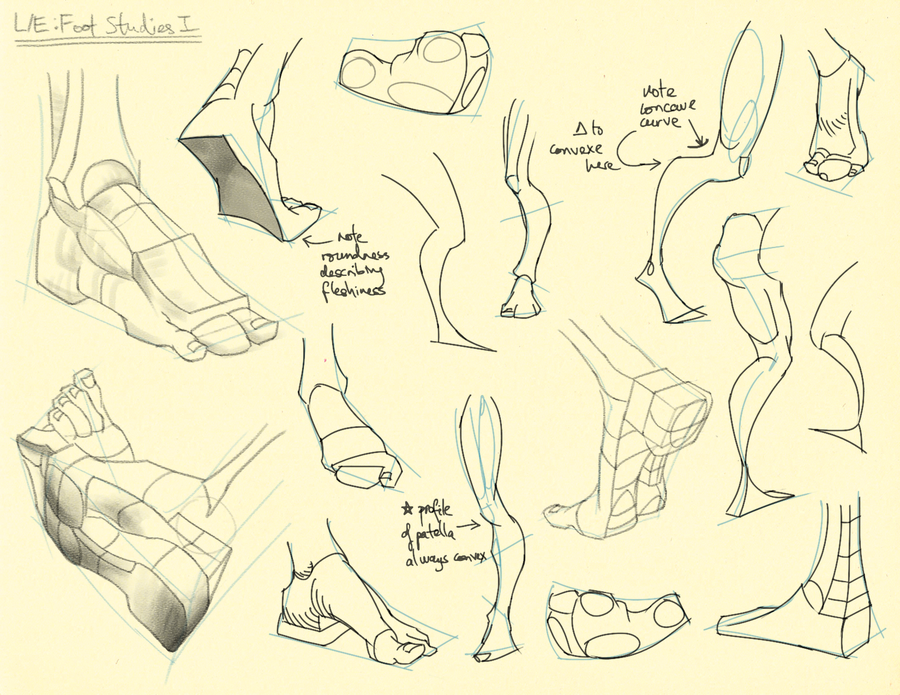 L/E: Foot Studies I
note
concave
curve
Δ to
convexe
here
note
roundness
describing
fleshiness
☆ profile
of patella
always convex